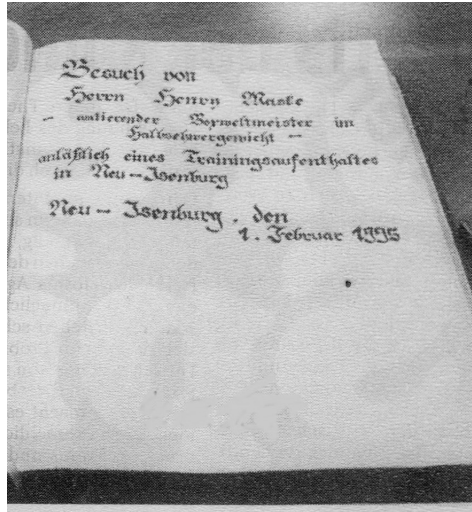 Besuch von
Herrn Henry Maske
- amtierender Boxweltmeister im
Halbschwergewicht -
anläßlich eines Trainingsaufenthaltes
in Neu-Isenburg
Neu-Isenburg, den
1. Februar 1995